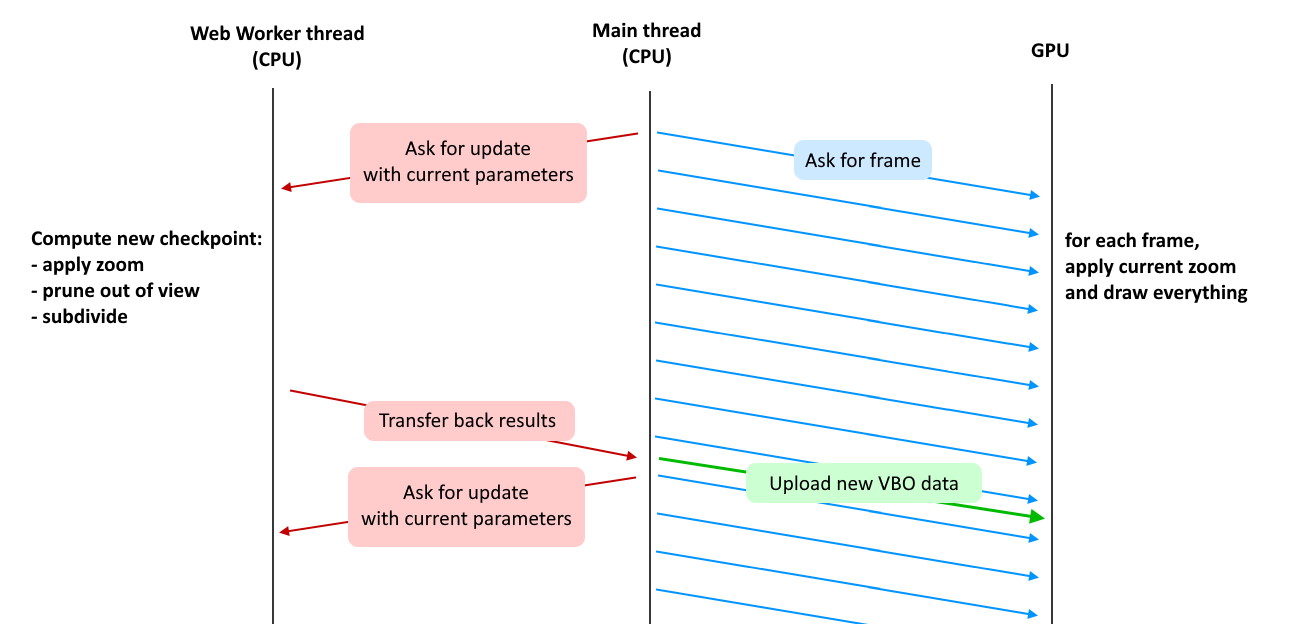 Web Worker thread
(CPU)
Main thread
(CPU)
GPU
Ask for update
with current parameters
Ask for frame
Compute new checkpoint:
- apply zoom
- prune out of view
- subdivide
for each frame,
apply current zoom
and draw everything
Transfer back results
Ask for update
with current parameters
Upload new VBO data